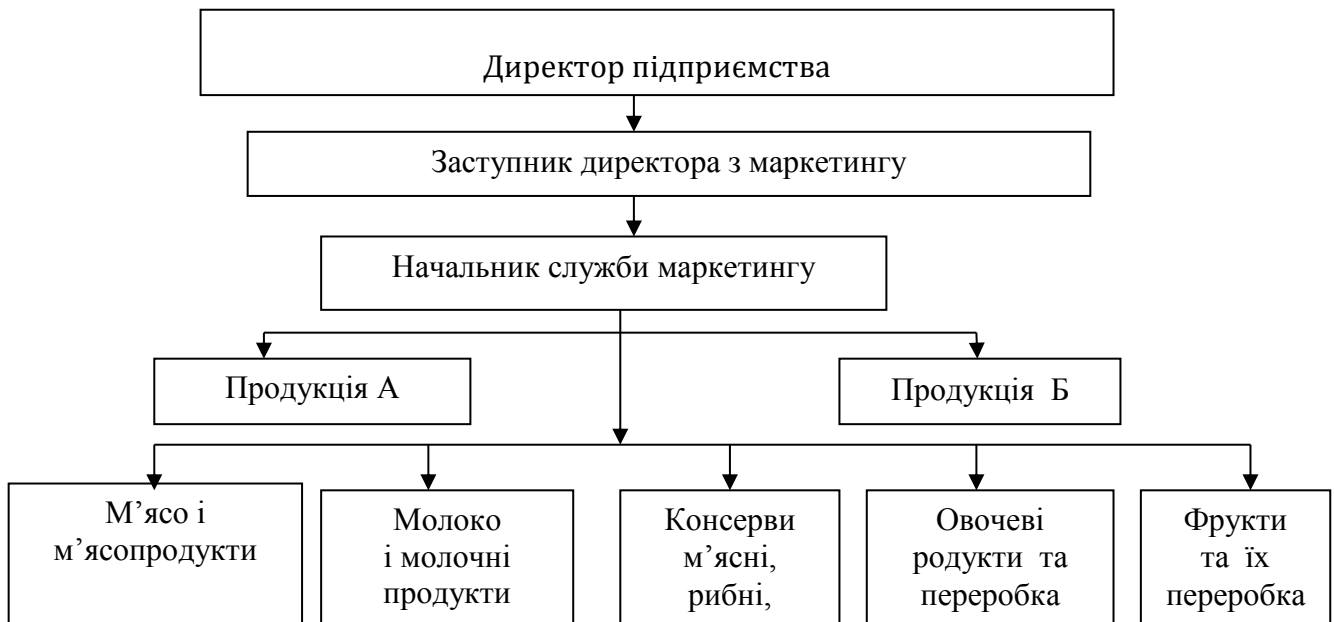 Директор підприємства
Заступник директора з маркетингу
Начальник служби маркетингу
Продукція А
Продукція Б
М’ясо і
м’ясопродукти
Молоко
і молочні
продукти
Консерви
м’ясні,
рибні,
Овочеві
родукти та
переробка
Фрукти
та їх
переробка